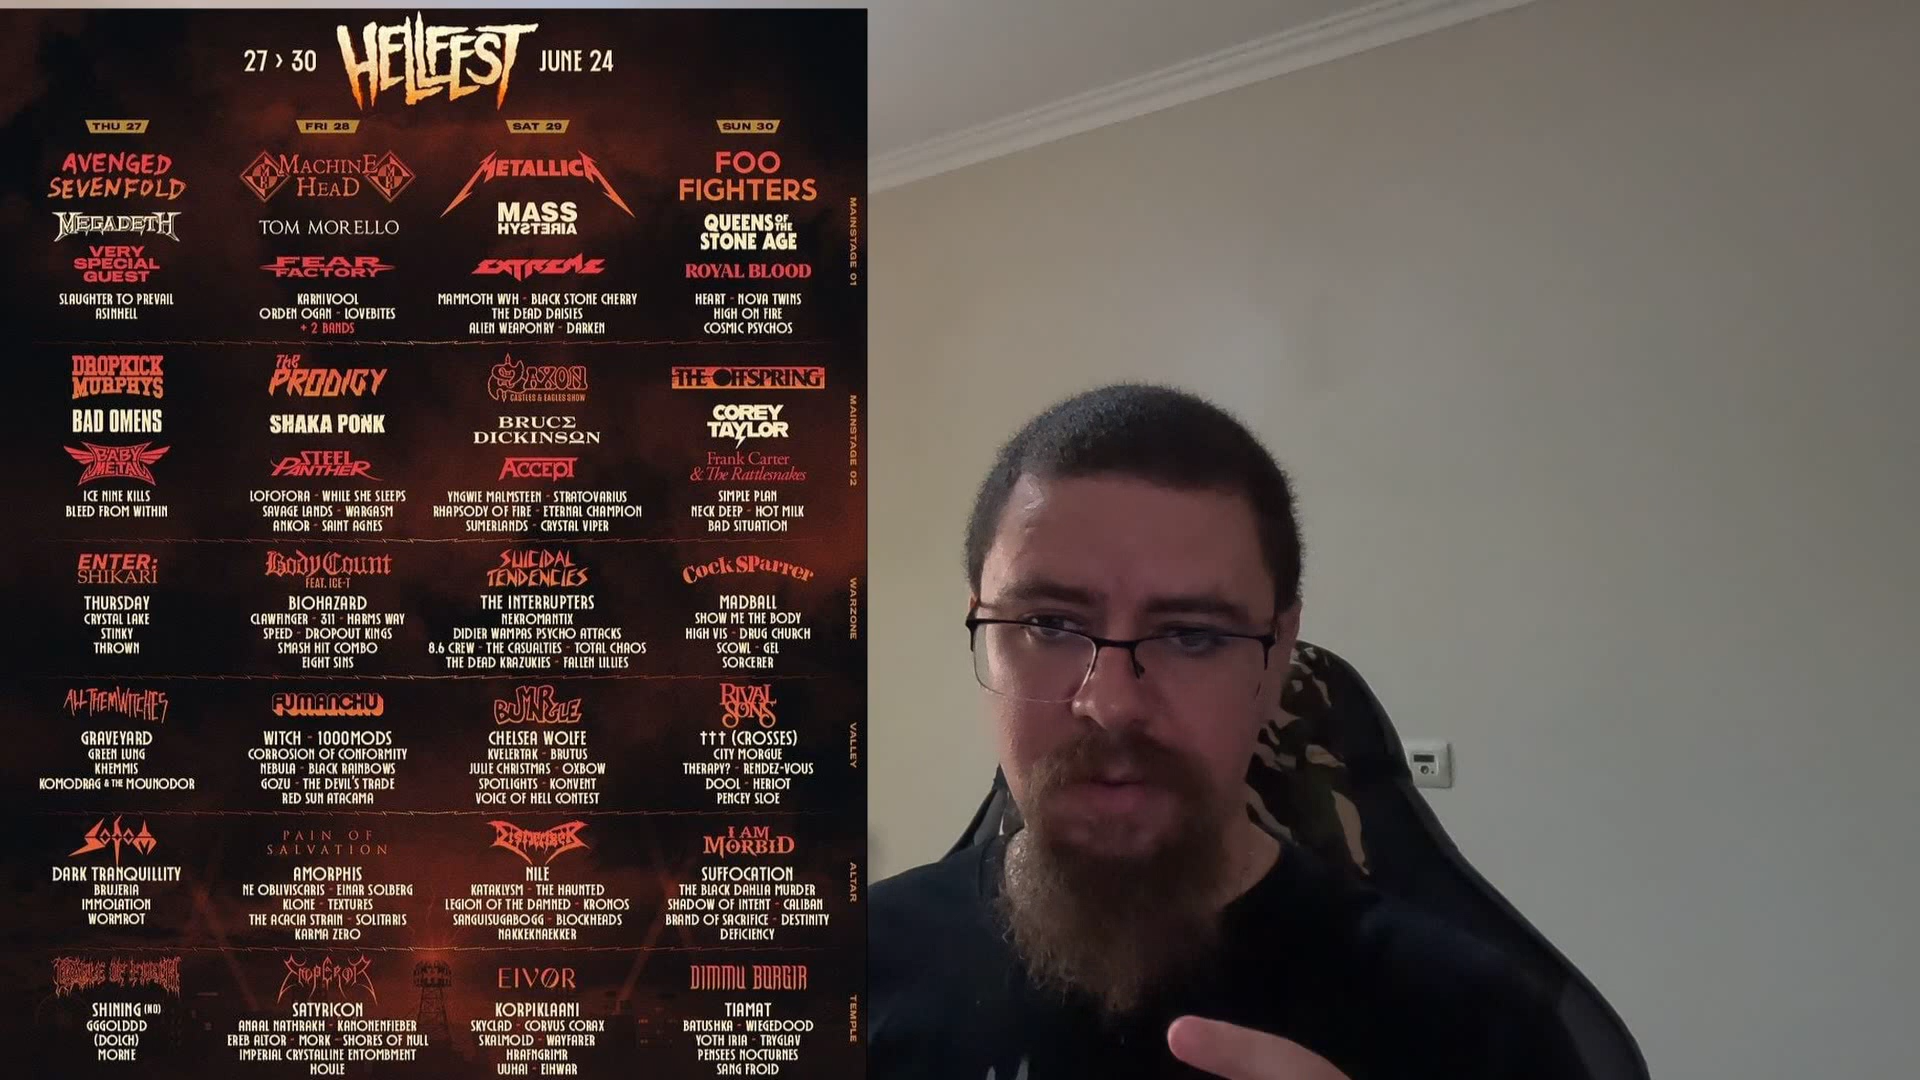 27 > 30 HELLFEST JUNE 24
THU 27
AVENGED
SEVENFOLD
MEGADETH
VERY
SPECIAL
GUEST
SLAUGHTER TO PREVAIL
ASINHELL
FRI 28
MACHINE
HEAD
TOM MORELLO
FEAR
FACTORY
KARNIVOOL
ORDEN OGAN - LOVEBITES
+ 2 BANDS
SAT 29
METALLICA
MASS
HYSTERIA
EXTREME
MAMMOTH WVH - BLACK STONE CHERRY
THE DEAD DAISIES
ALIEN WEAPONRY - DARKEN
SUN 30
FOO
FIGHTERS
QUEENS OF THE
STONE AGE
ROYAL BLOOD
HEART - NOVA TWINS
HIGH ON FIRE
COSMIC PSYCHOS
MAINSTAGE 01
DROPKICK
MURPHYS
BAD OMENS
BABY
METAL
ICE NINE KILLS
BLEED FROM WITHIN
THE
PRODIGY
SHAKA PONK
STEEL
PANTHER
LOFOFORA - WHILE SHE SLEEPS
SAVAGE LANDS - WARGASM
ANKOR - SAINT AGNES
SAXON
CASTLES & EAGLES SHOW
BRUCE
DICKINSON
ACCEPT
YNGWIE MALMSTEEN - STRATOVARIUS
RHAPSODY OF FIRE - ETERNAL CHAMPION
SUMERLANDS - CRYSTAL VIPER
THE OFFSPRING
COREY
TAYLOR
Frank Carter
& The Rattlesnakes
SIMPLE PLAN
NECK DEEP - HOT MILK
BAD SITUATION
MAINSTAGE 02
ENTER:
SHIKARI
THURSDAY
CRYSTAL LAKE
STINKY
THROWN
Body Count
FEAT. ICE-T
BIOHAZARD
CLAWFINGER - 311 - HARMS WAY
SPEED - DROPOUT KINGS
SMASH HIT COMBO
EIGHT SINS
SUICIDAL
TENDENCIES
THE INTERRUPTERS
NEKROMANTIX
DIDIER WAMPAS PSYCHO ATTACKS
8.6 CREW - THE CASUALTIES - TOTAL CHAOS
THE DEAD KRAZUKIES - FALLEN LILLIES
Cock Sparrer
MADBALL
SHOW ME THE BODY
HIGH VIS - DRUG CHURCH
SCOWL - GEL
SORCERER
WARZONE
ALL THEM WITCHES
GRAVEYARD
GREEN LUNG
KHEMMIS
KOMODRAG & THE MOUNODOR
FU MANCHU
WITCH - 1000MODS
CORROSION OF CONFORMITY
NEBULA - BLACK RAINBOWS
GOZU - THE DEVIL'S TRADE
RED SUN ATACAMA
MR
BUNGLE
CHELSEA WOLFE
KVELERTAK - BRUTUS
JULIE CHRISTMAS - OXBOW
SPOTLIGHTS - KONVENT
VOICE OF HELL CONTEST
RIVAL
SONS
††† (CROSSES)
CITY MORGUE
THERAPY? - RENDEZ-VOUS
DOOL - HERIOT
PENCEY SLOE
VALLEY
SODOM
DARK TRANQUILLITY
BRUJERIA
IMMOLATION
WORMROT
PAIN OF
SALVATION
AMORPHIS
NE OBLIVISCARIS - EINAR SOLBERG
KLONE - TEXTURES
THE ACACIA STRAIN - SOLITARIS
KARMA ZERO
DISMEMBER
NILE
KATAKLYSM - THE HAUNTED
LEGION OF THE DAMNED - KRONOS
SANGUISUGABOGG - BLOCKHEADS
NAKKEKNAEKKER
I AM
MORBID
SUFFOCATION
THE BLACK DAHLIA MURDER
SHADOW OF INTENT - CALIBAN
BRAND OF SACRIFICE - DESTINITY
DEFICIENCY
ALTAR
CRADLE OF FILTH
SHINING (NO)
GGGOLDDD
(DOLCH)
MORNE
EMPEROR
SATYRICON
ANAAL NATHRAKH - KANONENFIEBER
EREB ALTOR - MORK - SHORES OF NULL
IMPERIAL CRYSTALLINE ENTOMBMENT
HOULE
EIVØR
KORPIKLAANI
SKYCLAD - CORVUS CORAX
SKALMOLD - WAYFARER
HRAFNGRIMR
UUHAI - EIHWAR
DIMMU BORGIR
TIAMAT
BATUSHKA - WIEGEDOOD
YOTH IRIA - TRYGLAV
PENSEES NOCTURNES
SANG FROID
TEMPLE